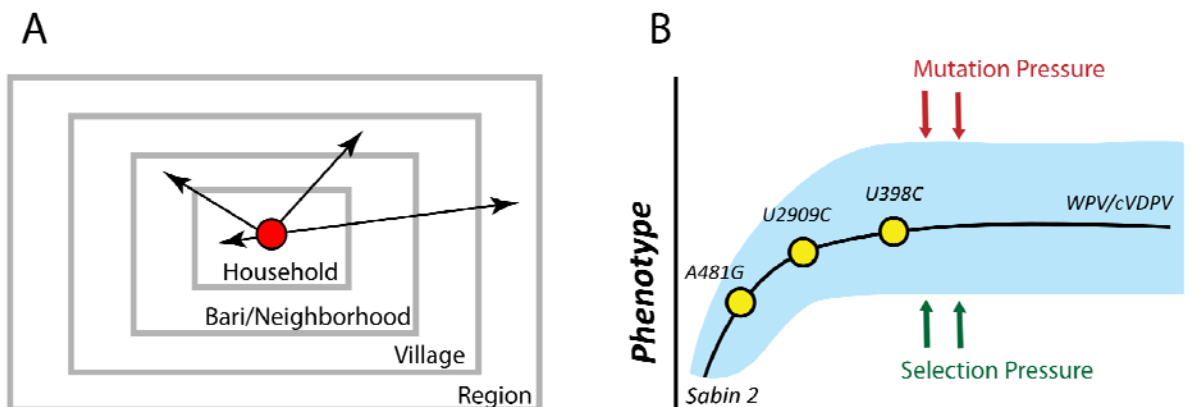 A
Household
Bari/Neighborhood
Village
Region
B
Mutation Pressure
Phenotype
A481G
U2909C
U398C
WPV/cVDPV
Sabin 2
Selection Pressure